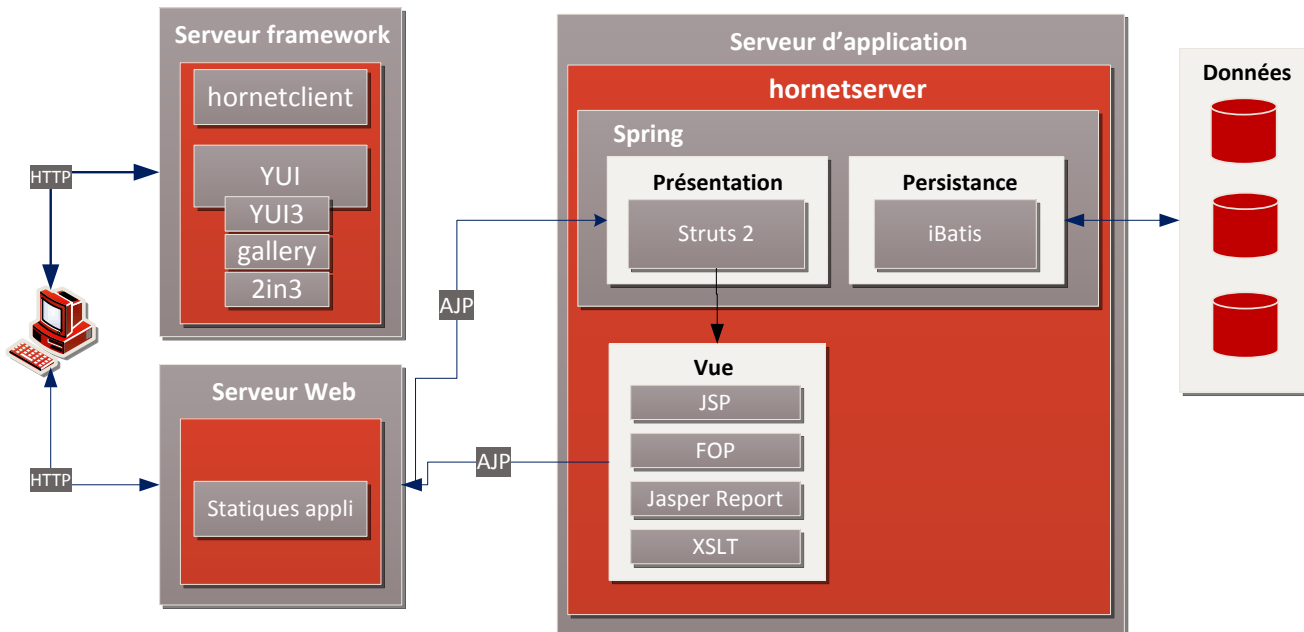 Serveur framework
hornetclient
YUI
YUI3
gallery
2in3
HTTP
Serveur Web
Statiques appli
HTTP
AJP
AJP
Serveur d’application
hornetserver
Spring
Présentation
Struts 2
Persistance
iBatis
Vue
JSP
FOP
Jasper Report
XSLT
Données